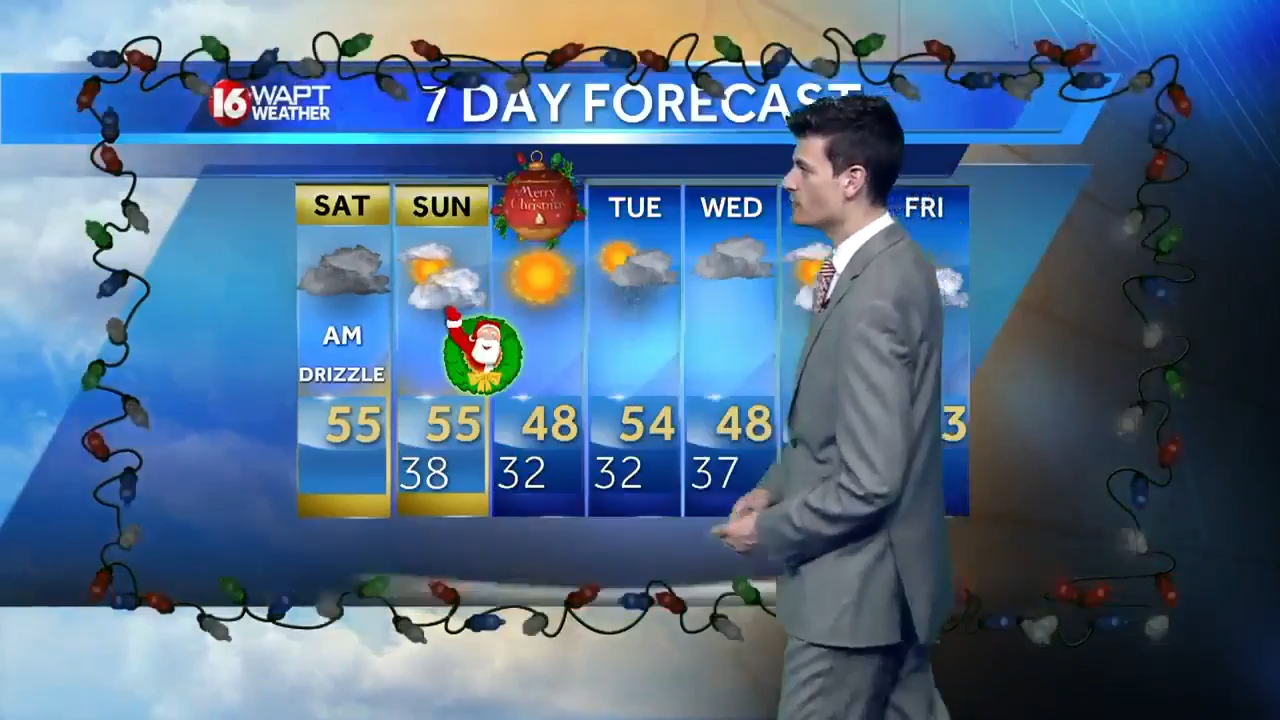 16 WAPT
WEATHER
7 DAY FORECAST
SAT
SUN
Merry
Christmas
TUE
WED
FRI
AM
DRIZZLE
55
55
48
54
48
3
38
32
32
37